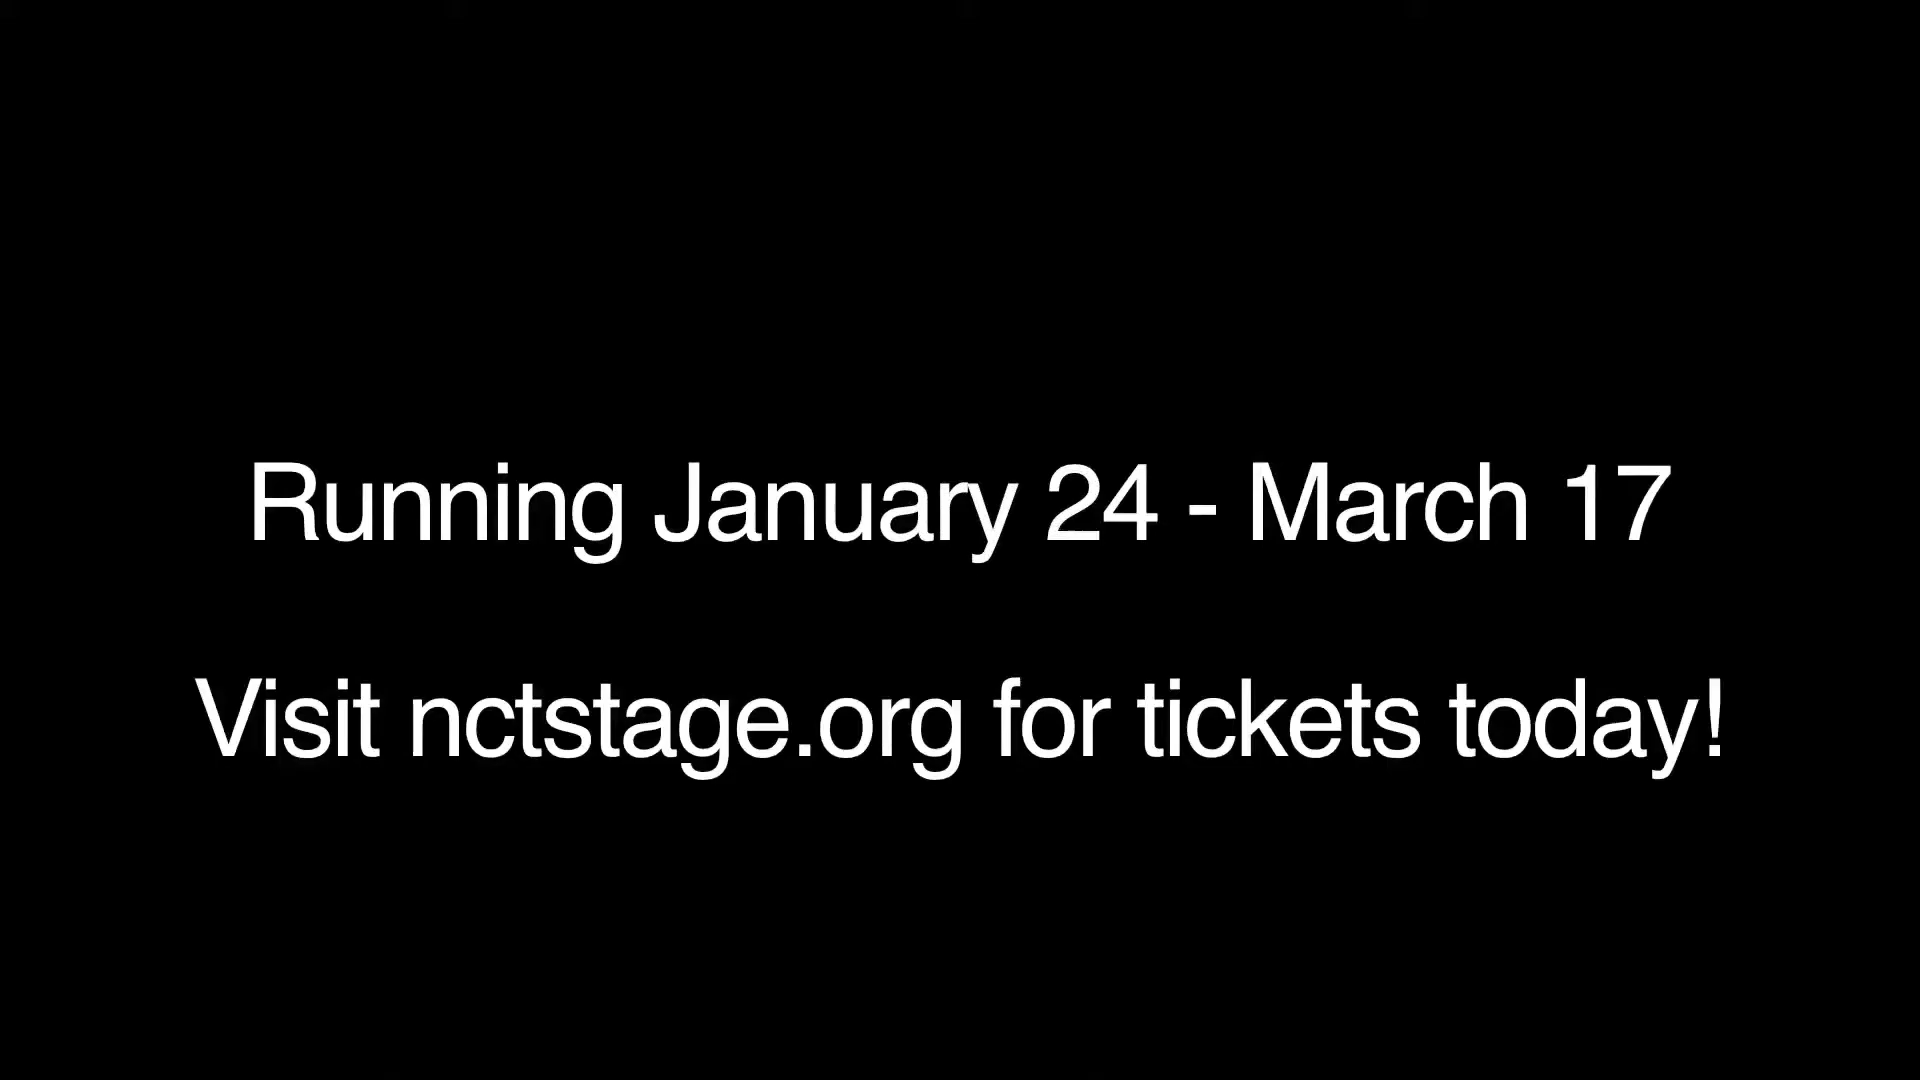 Running January 24 - March 17
Visit nctstage.org for tickets today!